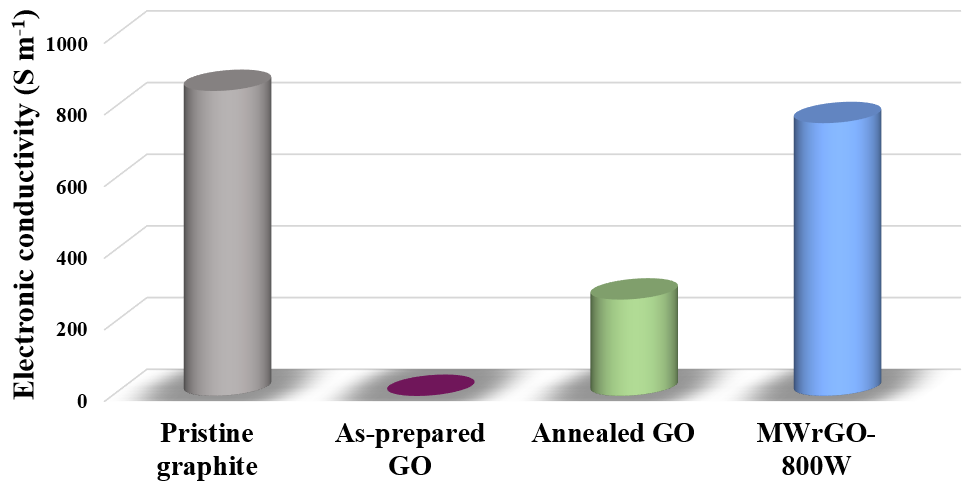 Electronic conductivity (S m⁻¹)
1000
800
600
400
200
0
Pristine
graphite
As-prepared
GO
Annealed GO
MWrGO-
800W